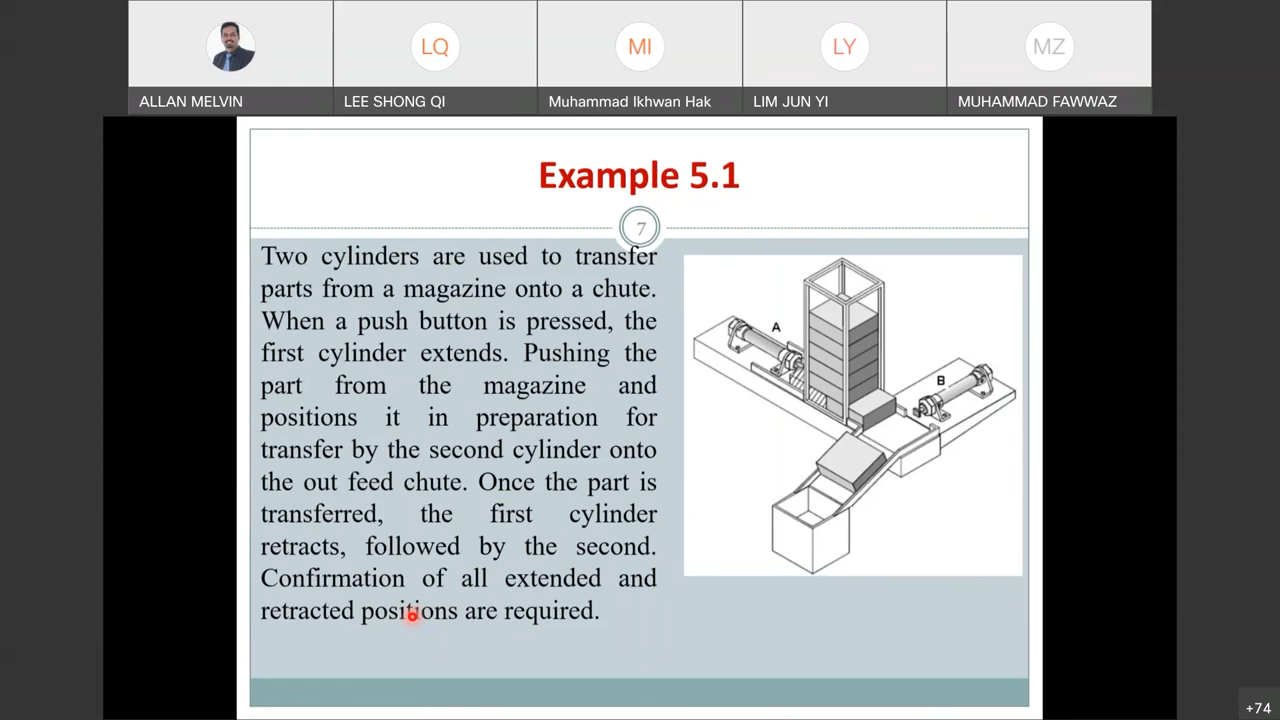 LQ
MI
LY
MZ
ALLAN MELVIN
LEE SHONG QI
Muhammad Ikhwan Hak
LIM JUN YI
MUHAMMAD FAWWAZ
Example 5.1
7
Two cylinders are used to transfer
parts from a magazine onto a chute.
When a push button is pressed, the
first cylinder extends. Pushing the
part from the magazine and
positions it in preparation for
transfer by the second cylinder onto
the out feed chute. Once the part is
transferred, the first cylinder
retracts, followed by the second.
Confirmation of all extended and
retracted positions are required.
A
B
+74